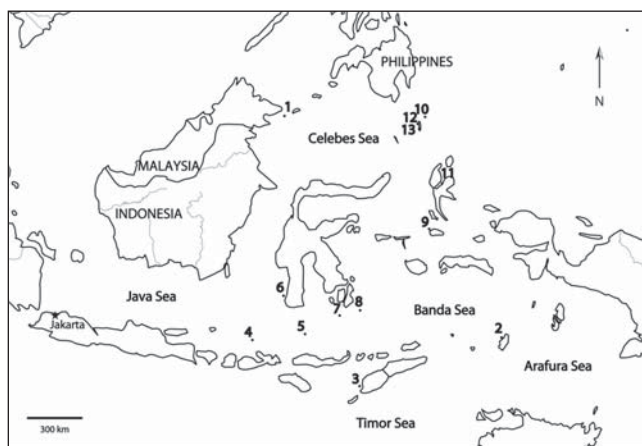 PHILIPPINES
N
1
10
12
13
Celebes Sea
MALAYSIA
11
INDONESIA
9
6
Java Sea
7
8
Banda Sea
Jakarta
4
5
2
Arafura Sea
3
300 km
Timor Sea